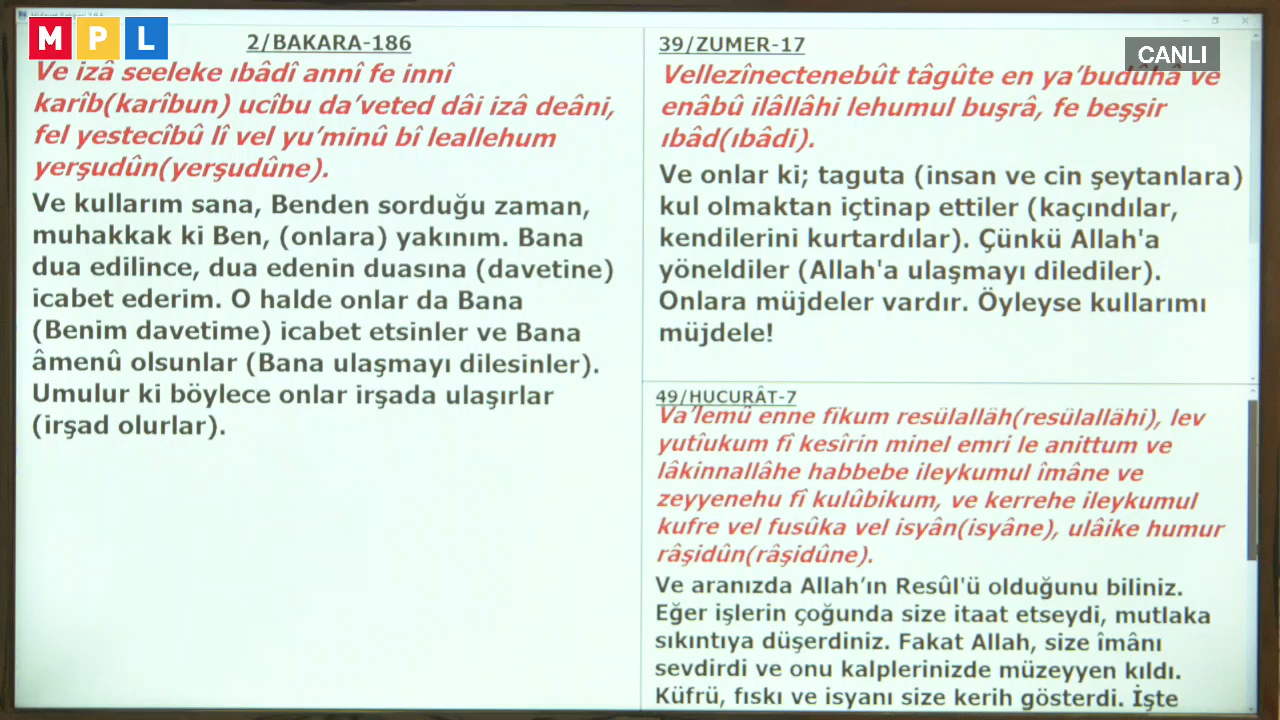 MPL
CANLI
2/BAKARA-186
Ve izâ seeleke ıbâdî annî fe innî
karîb(karîbun) ucîbu da’veted dâi izâ deâni,
fel yestecîbû lî vel yu’minû bî leallehum
yerşudûn(yerşudûne).
Ve kullarım sana, Benden sorduğu zaman,
muhakkak ki Ben, (onlara) yakınım. Bana
dua edilince, dua edenin duasına (davetine)
icabet ederim. O halde onlar da Bana
(Benim davetime) icabet etsinler ve Bana
âmenû olsunlar (Bana ulaşmayı dilesinler).
Umulur ki böylece onlar irşada ulaşırlar
(irşad olurlar).
39/ZUMER-17
Vellezînectenebût tâgûte en ya’budûhâ ve
enâbû ilâllâhi lehumul buşrâ, fe beşşir
ıbâd(ıbâdi).
Ve onlar ki; taguta (insan ve cin şeytanlara)
kul olmaktan içtinap ettiler (kaçındılar,
kendilerini kurtardılar). Çünkü Allah'a
yöneldiler (Allah'a ulaşmayı dilediler).
Onlara müjdeler vardır. Öyleyse kullarımı
müjdele!
49/HUCURÂT-7
Va’lemû enne fîkum resûlallâh(resûlallâhi), lev
yutîukum fî kesîrin minel emri le anittum ve
lâkinnallâhe habbebe ileykumul îmâne ve
zeyyenehu fî kulûbikum, ve kerrehe ileykumul
kufre vel fusûka vel isyân(isyâne), ulâike humur
râşidûn(râşidûne).
Ve aranızda Allah’ın Resûl'ü olduğunu biliniz.
Eğer işlerin çoğunda size itaat etseydi, mutlaka
sıkıntıya düşerdiniz. Fakat Allah, size îmânı
sevdirdi ve onu kalplerinizde müzeyyen kıldı.
Küfrü, fıskı ve isyanı size kerih gösterdi. İşte